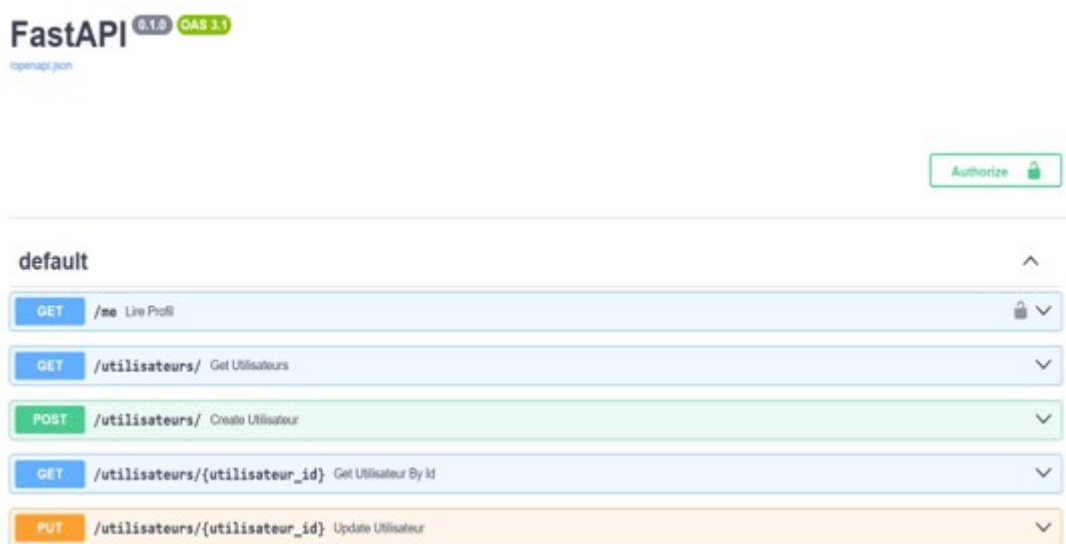 FastAPI 0.1.0 OAS 3.1
/openapi.json
Authorize
default
GET /me Lire Profil
GET /utilisateurs/ Get Utilisateurs
POST /utilisateurs/ Create Utilisateur
GET /utilisateurs/{utilisateur_id} Get Utilisateur By Id
PUT /utilisateurs/{utilisateur_id} Update Utilisateur